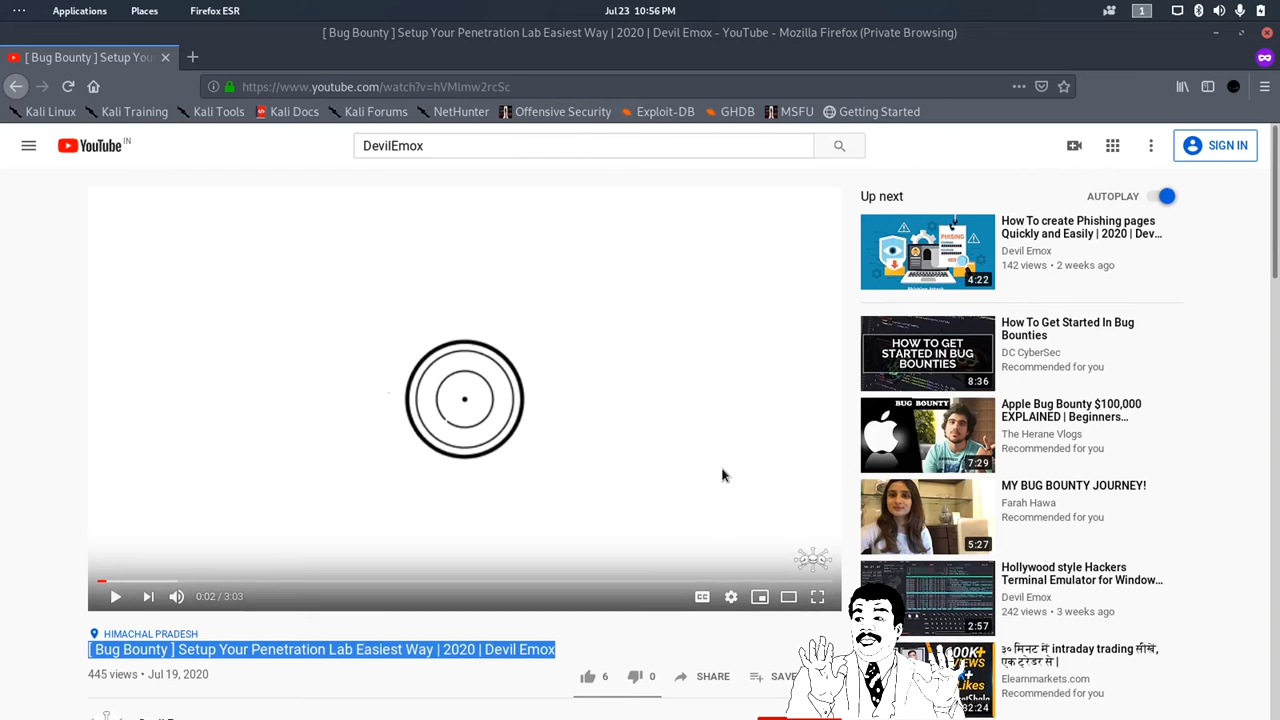 Applications Places Firefox ESR Jul 23 10:56 PM 1
[ Bug Bounty ] Setup Your Penetration Lab Easiest Way | 2020 | Devil Emox - YouTube - Mozilla Firefox (Private Browsing)
[ Bug Bounty ] Setup You
https://www.youtube.com/watch?v=hVMlmw2rcSc
Kali Linux Kali Training Kali Tools Kali Docs Kali Forums NetHunter Offensive Security Exploit-DB GHDB MSFU Getting Started
YouTube IN DevilEmox SIGN IN
Up next AUTOPLAY
How To create Phishing pages
Quickly and Easily | 2020 | Dev...
Devil Emox
142 views • 2 weeks ago
PHISING
4:22
How To Get Started In Bug
Bounties
DC CyberSec
Recommended for you
HOW TO GET
STARTED IN BUG
BOUNTIES
8:36
Apple Bug Bounty $100,000
EXPLAINED | Beginners...
The Herane Vlogs
Recommended for you
BUG BOUNTY
7:29
MY BUG BOUNTY JOURNEY!
Farah Hawa
Recommended for you
5:27
Hollywood style Hackers
Terminal Emulator for Window...
Devil Emox
242 views • 3 weeks ago
2:57
३० मिनट में intraday trading सीखें,
एक ट्रेडर से |
Elearnmarkets.com
Recommended for you
Views
Likes
32:24
0:02 / 3:03
CC
HIMACHAL PRADESH
[ Bug Bounty ] Setup Your Penetration Lab Easiest Way | 2020 | Devil Emox
445 views • Jul 19, 2020
6 0 SHARE SAVE